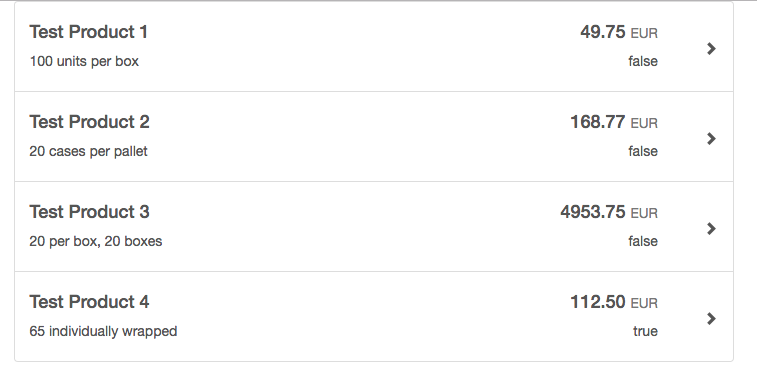 Test Product 1 49.75 EUR
100 units per box false
Test Product 2 168.77 EUR
20 cases per pallet false
Test Product 3 4953.75 EUR
20 per box, 20 boxes false
Test Product 4 112.50 EUR
65 individually wrapped true